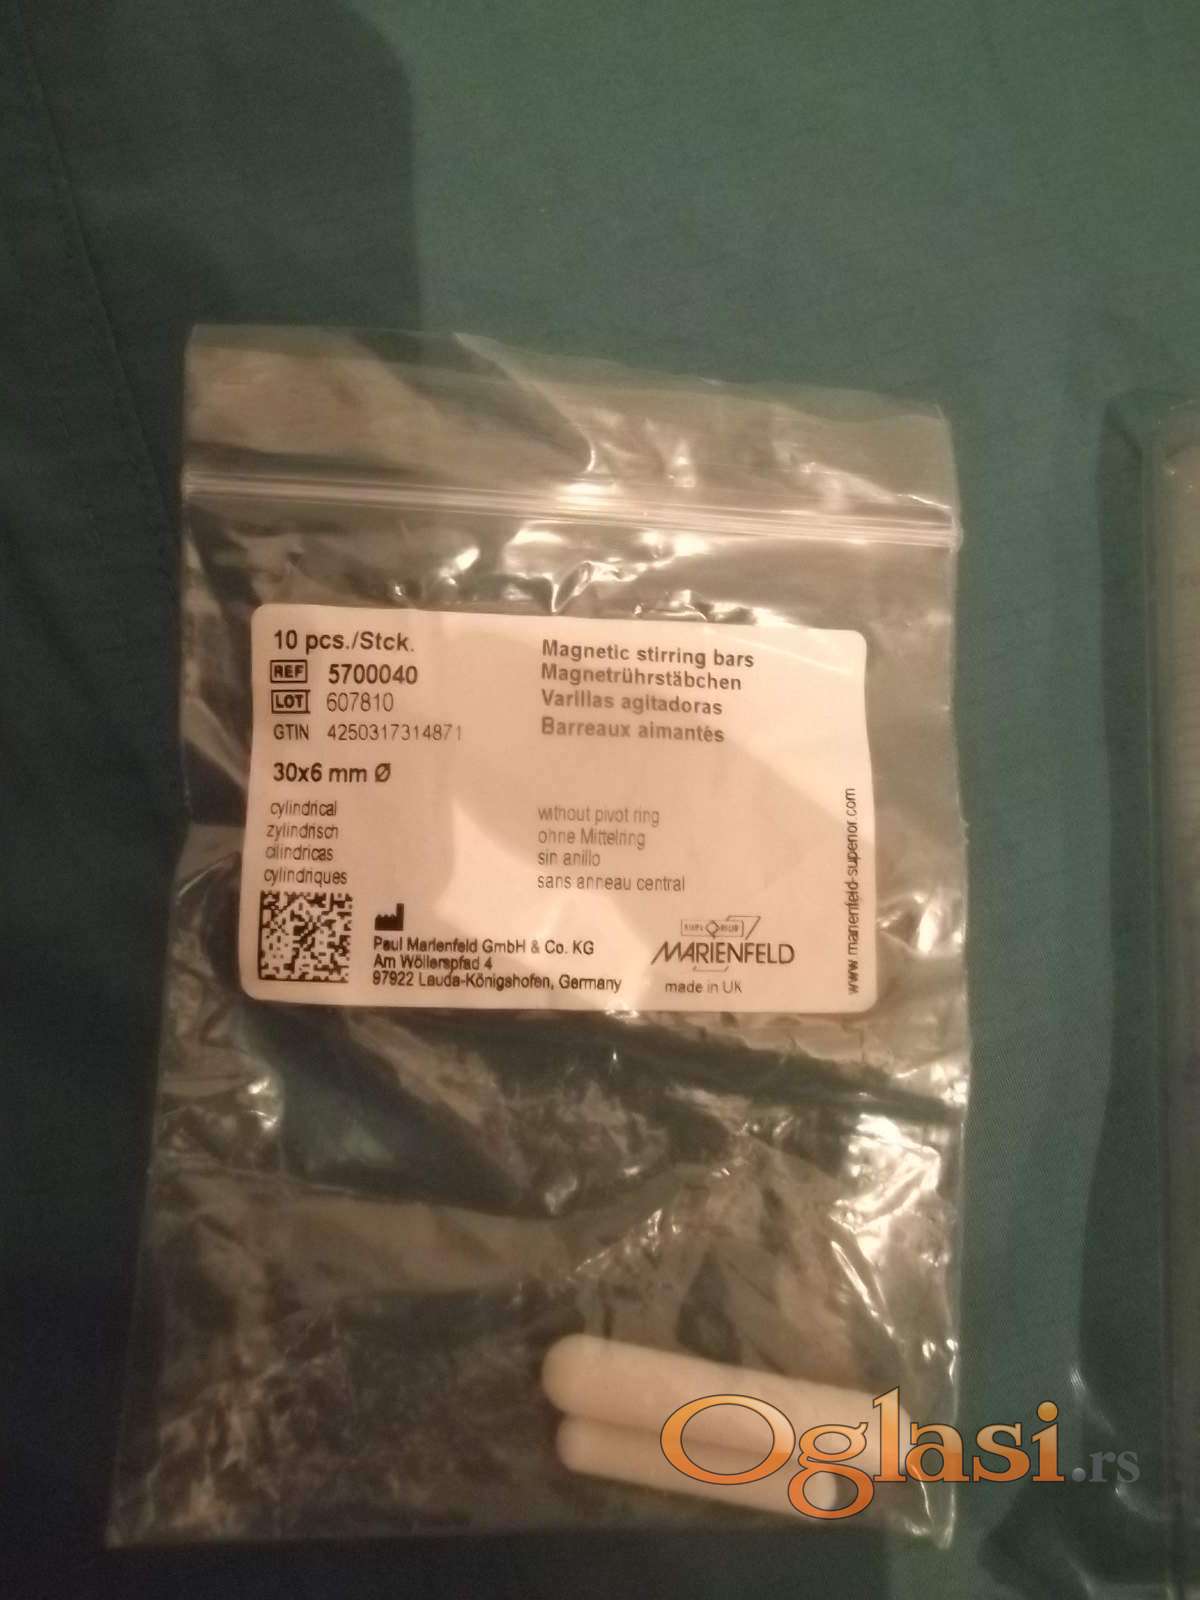 10 pcs./Stck.
REF 5700040
LOT 607810
GTIN 4250317314871
30x6 mm Ø
cylindrical
zylindrisch
cilindricas
cylindriques
Magnetic stirring bars
Magnetrührstäbchen
Varillas agitadoras
Barreaux aimantés
without pivot ring
ohne Mittelring
sin anillo
sans anneau central
Paul Marienfeld GmbH & Co. KG
Am Wöllerspfad 4
97922 Lauda-Königshofen, Germany
SUPERIOR
MARIENFELD
made in UK
www.marienfeld-superior.com
Oglasi.rs